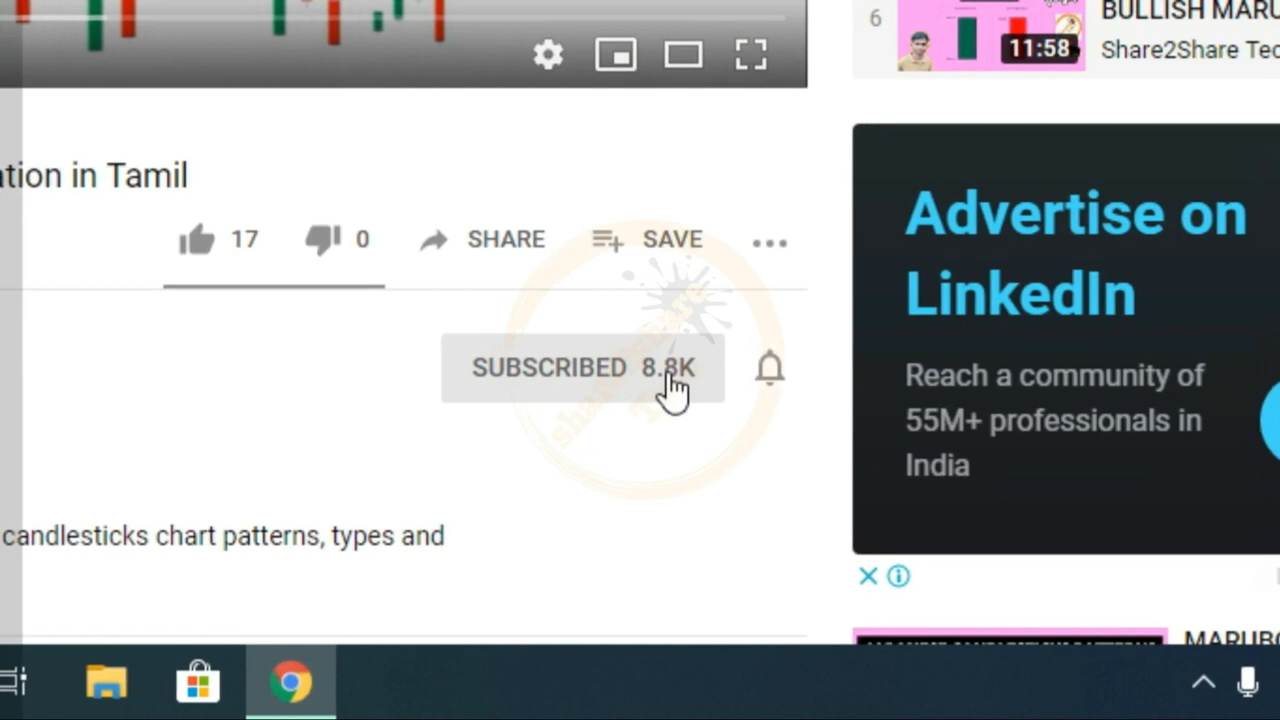 6
BULLISH MARU
11:58
Share2Share Tec
ation in Tamil
17
0
SHARE
SAVE
SUBSCRIBED 8.8K
candlesticks chart patterns, types and
Advertise on
LinkedIn
Reach a community of
55M+ professionals in
India
MARUBO